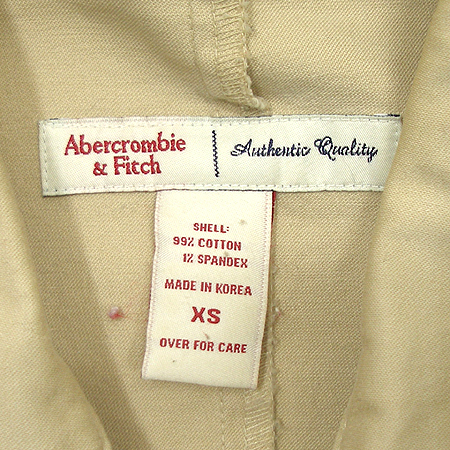 Abercrombie
& Fitch
Authentic Quality
SHELL:
99% COTTON
1% SPANDEX
MADE IN KOREA
XS
OVER FOR CARE